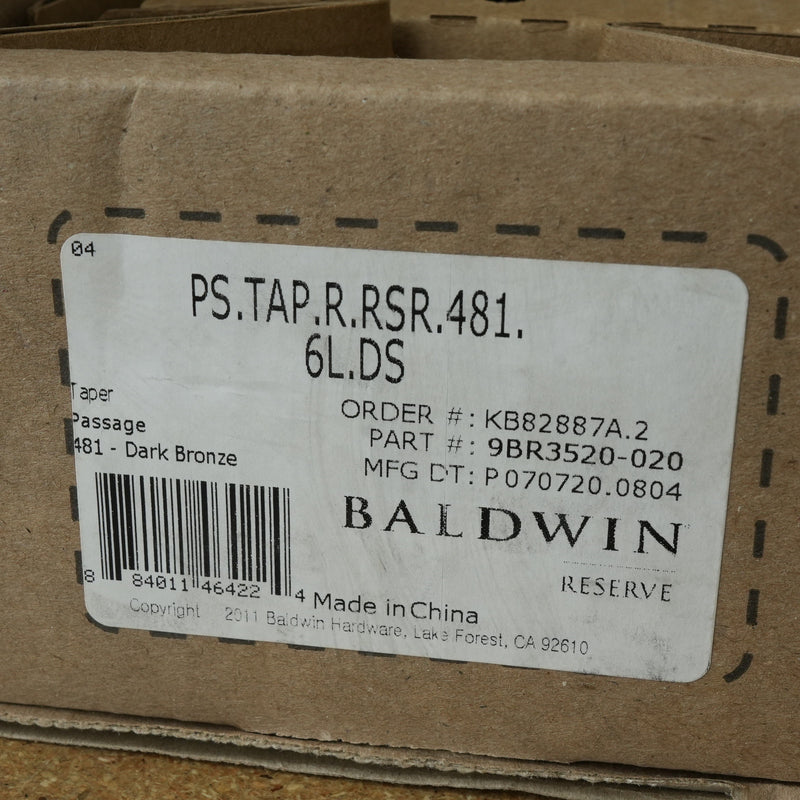 04
PS.TAP.R.RSR.481.
6L.DS
Taper
Passage
481 - Dark Bronze
ORDER #: KB82887A.2
PART #: 9BR3520-020
MFG DT: P070720.0804
BALDWIN
RESERVE
8 84011 46422 4
Made in China
Copyright 2011 Baldwin Hardware, Lake Forest, CA 92610